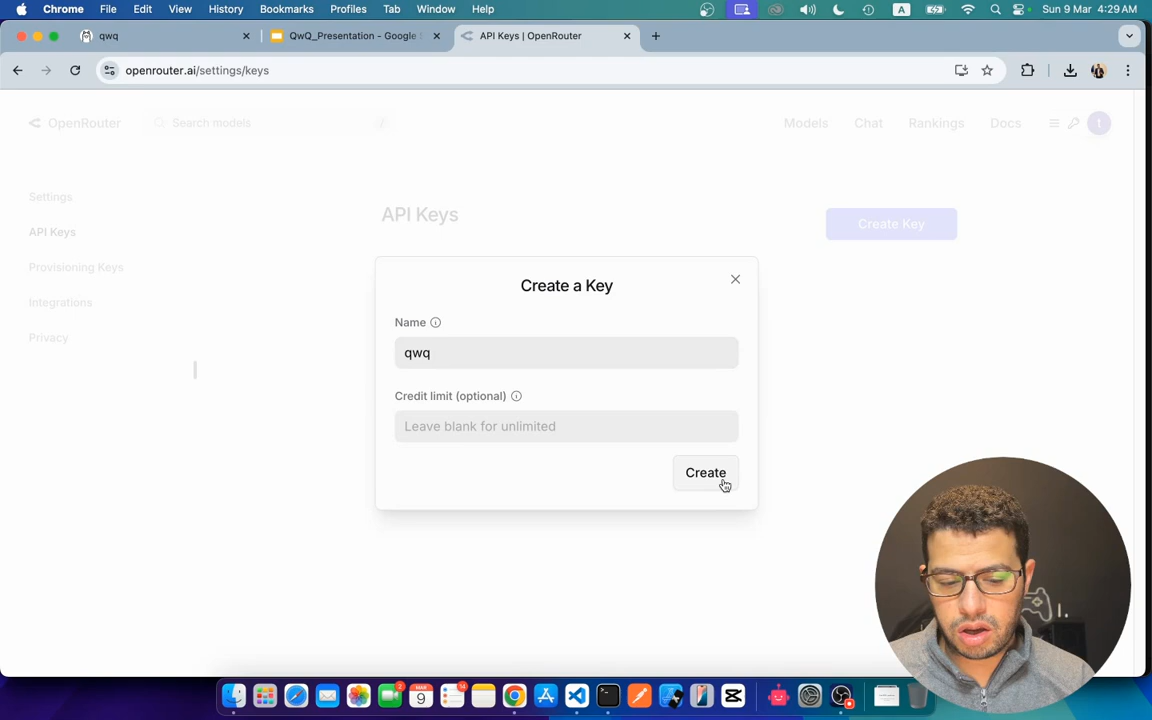 Chrome File Edit View History Bookmarks Profiles Tab Window Help A Sun 9 Mar 4:29 AM
qwq QwQ_Presentation - Google API Keys | OpenRouter
openrouter.ai/settings/keys
OpenRouter Search models / Models Chat Rankings Docs t
Settings
API Keys Create Key
API Keys
Provisioning Keys
Integrations
Privacy
Create a Key
Name
qwq
Credit limit (optional)
Leave blank for unlimited
Create
MAR
9